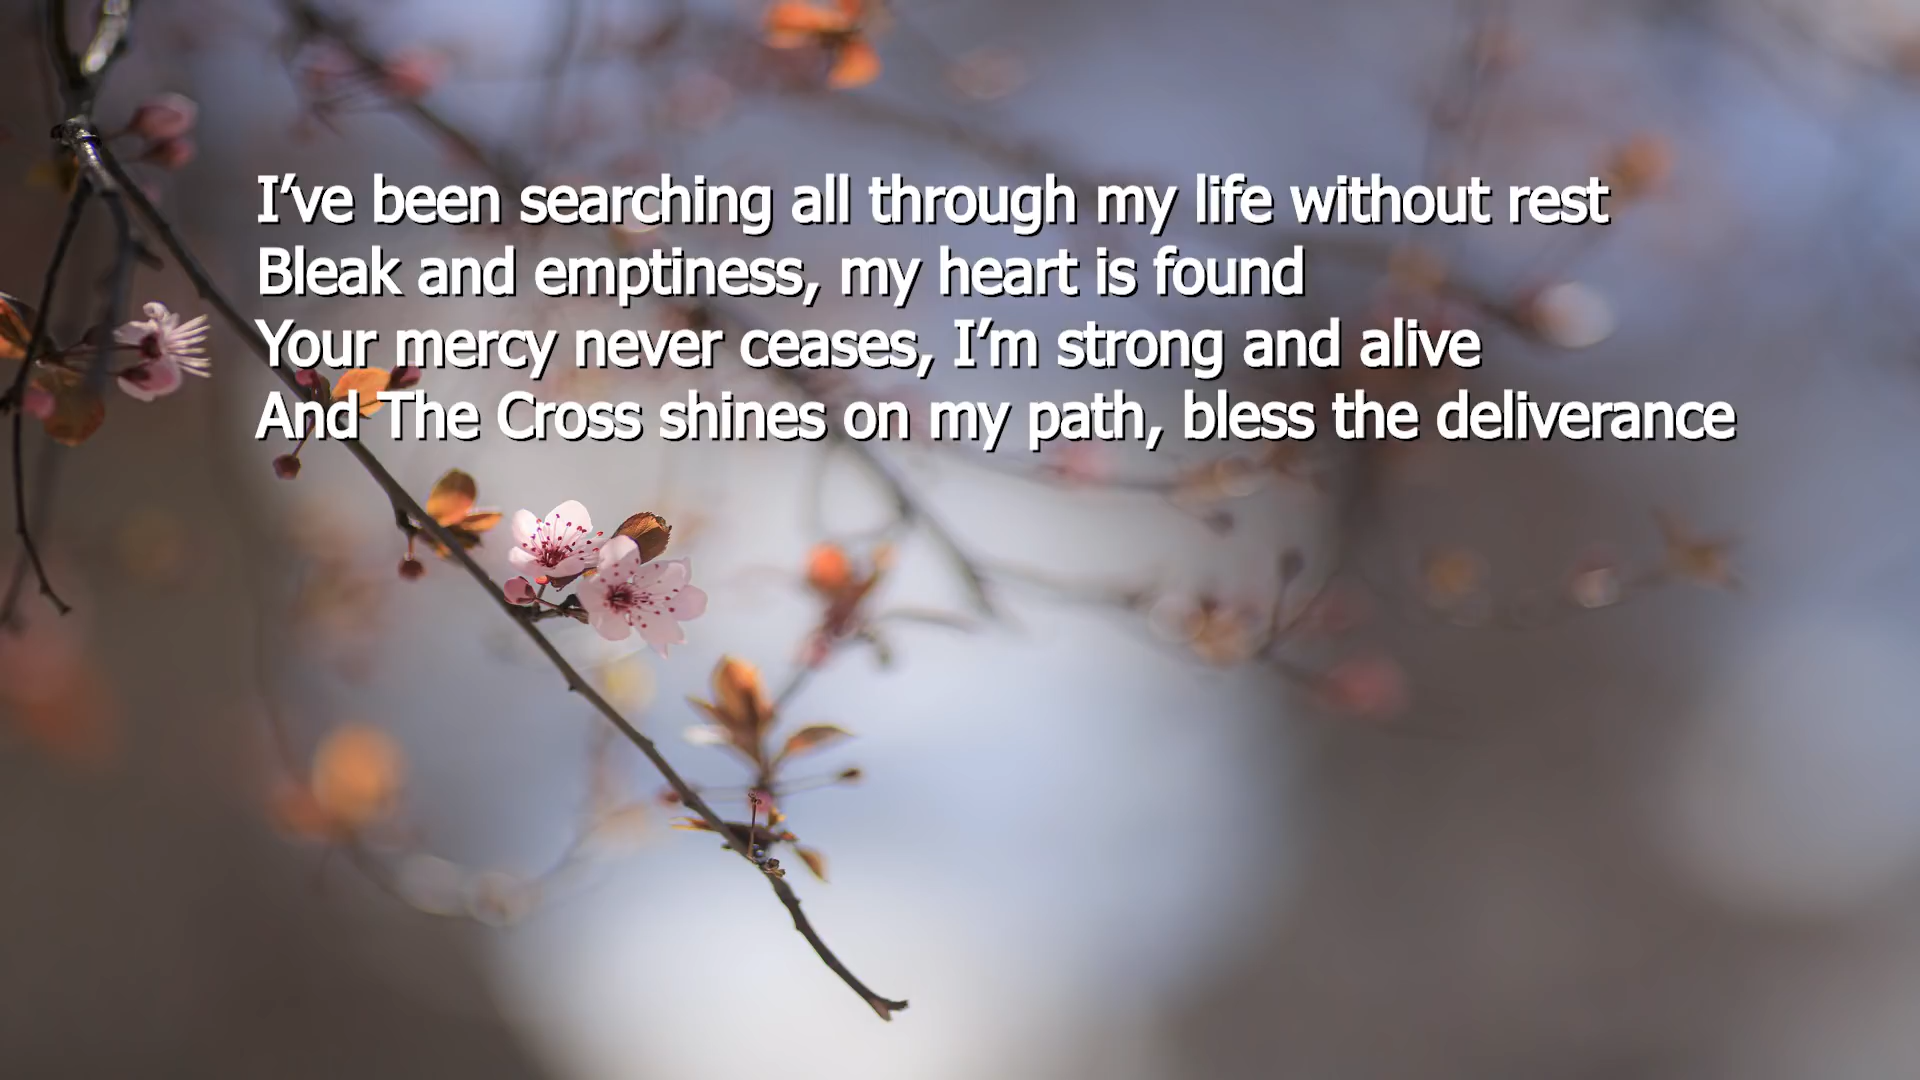 I’ve been searching all through my life without rest
Bleak and emptiness, my heart is found
Your mercy never ceases, I’m strong and alive
And The Cross shines on my path, bless the deliverance